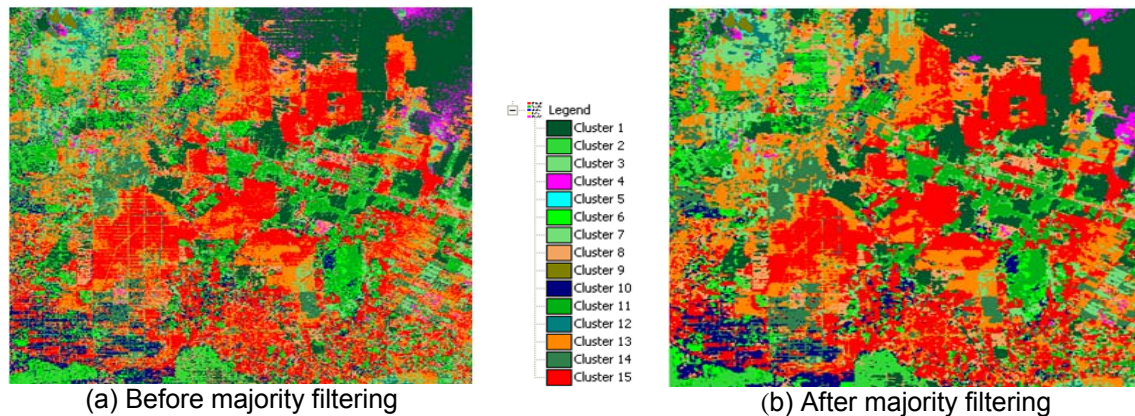 Legend
Cluster 1
Cluster 2
Cluster 3
Cluster 4
Cluster 5
Cluster 6
Cluster 7
Cluster 8
Cluster 9
Cluster 10
Cluster 11
Cluster 12
Cluster 13
Cluster 14
Cluster 15
(a) Before majority filtering
(b) After majority filtering